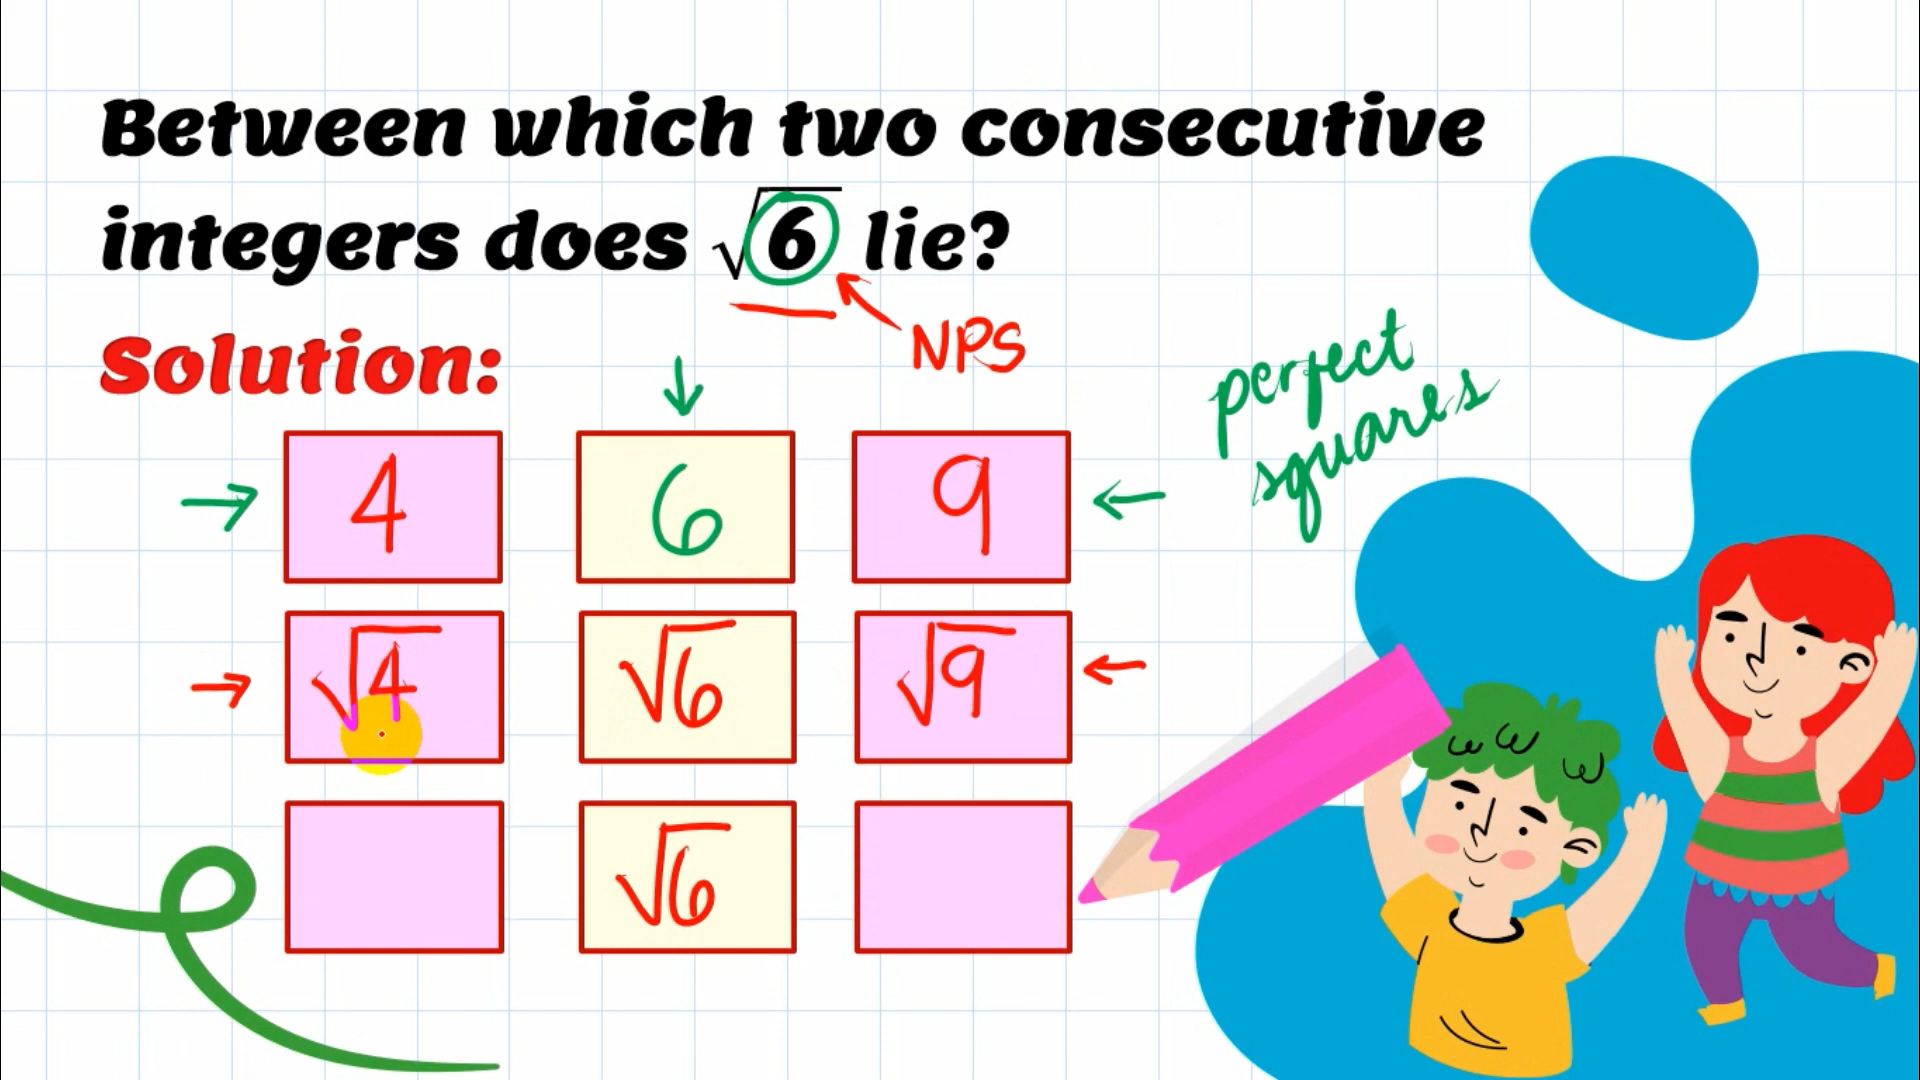 Between which two consecutive
integers does √6 lie?
NPS
Solution:
perfect
squares
4 6 9
√4 √6 √9
√6